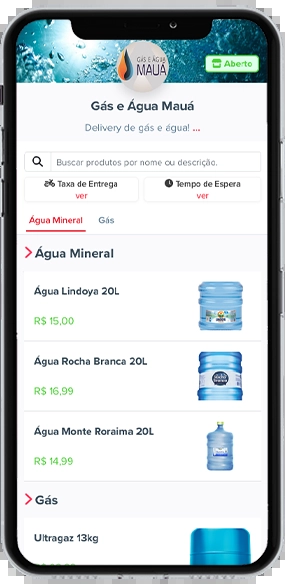 GÁS E ÁGUA
MAUÁ
Aberto
Gás e Água Mauá
Delivery de gás e água! ...
Buscar produtos por nome ou descrição.
Taxa de Entrega
ver
Tempo de Espera
ver
Água Mineral
Gás
Água Mineral
Água Lindoya 20L
R$ 15,00
Água Rocha Branca 20L
R$ 16,99
Água Monte Roraima 20L
R$ 14,99
Gás
Ultragaz 13kg